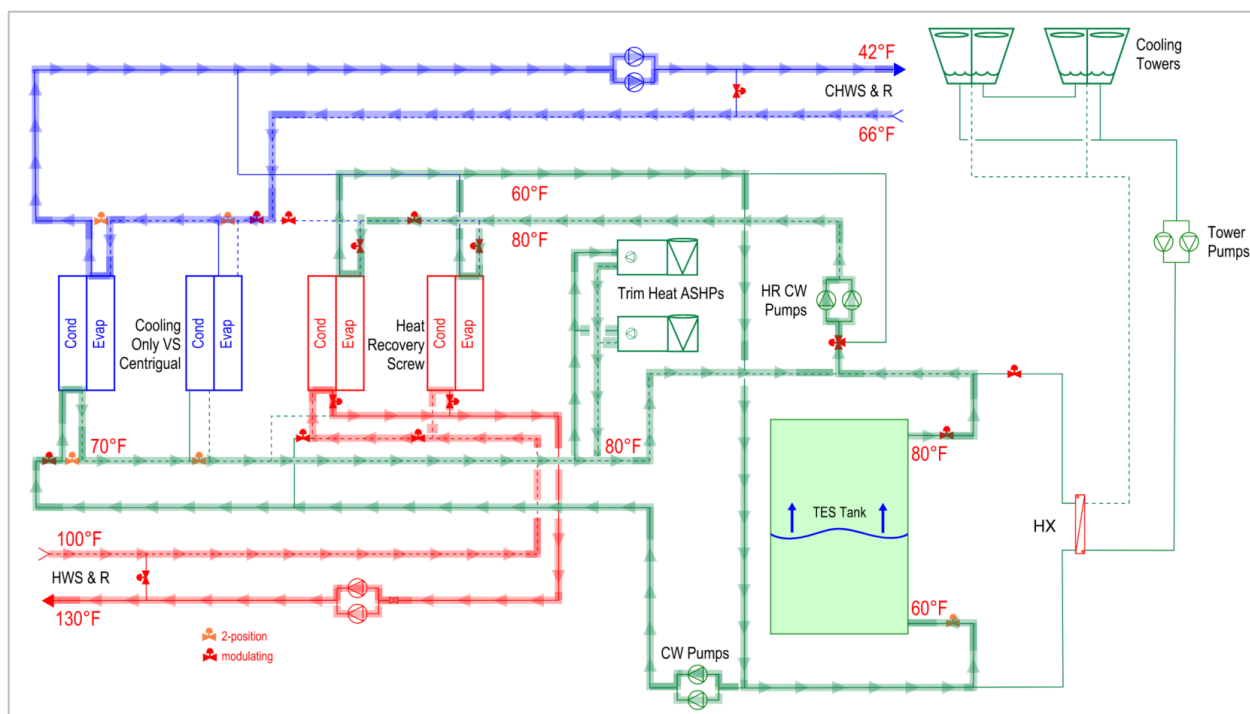 42°F
CHWS & R
66°F
Cooling
Towers
60°F
80°F
Tower
Pumps
Trim Heat ASHPs
HR CW
Pumps
Cond
Evap
Cooling
Only VS
Centrigual
Cond
Evap
Cond
Evap
Heat
Recovery
Screw
Cond
Evap
70°F
80°F
80°F
TES Tank
HX
100°F
HWS & R
130°F
60°F
2-position
modulating
CW Pumps